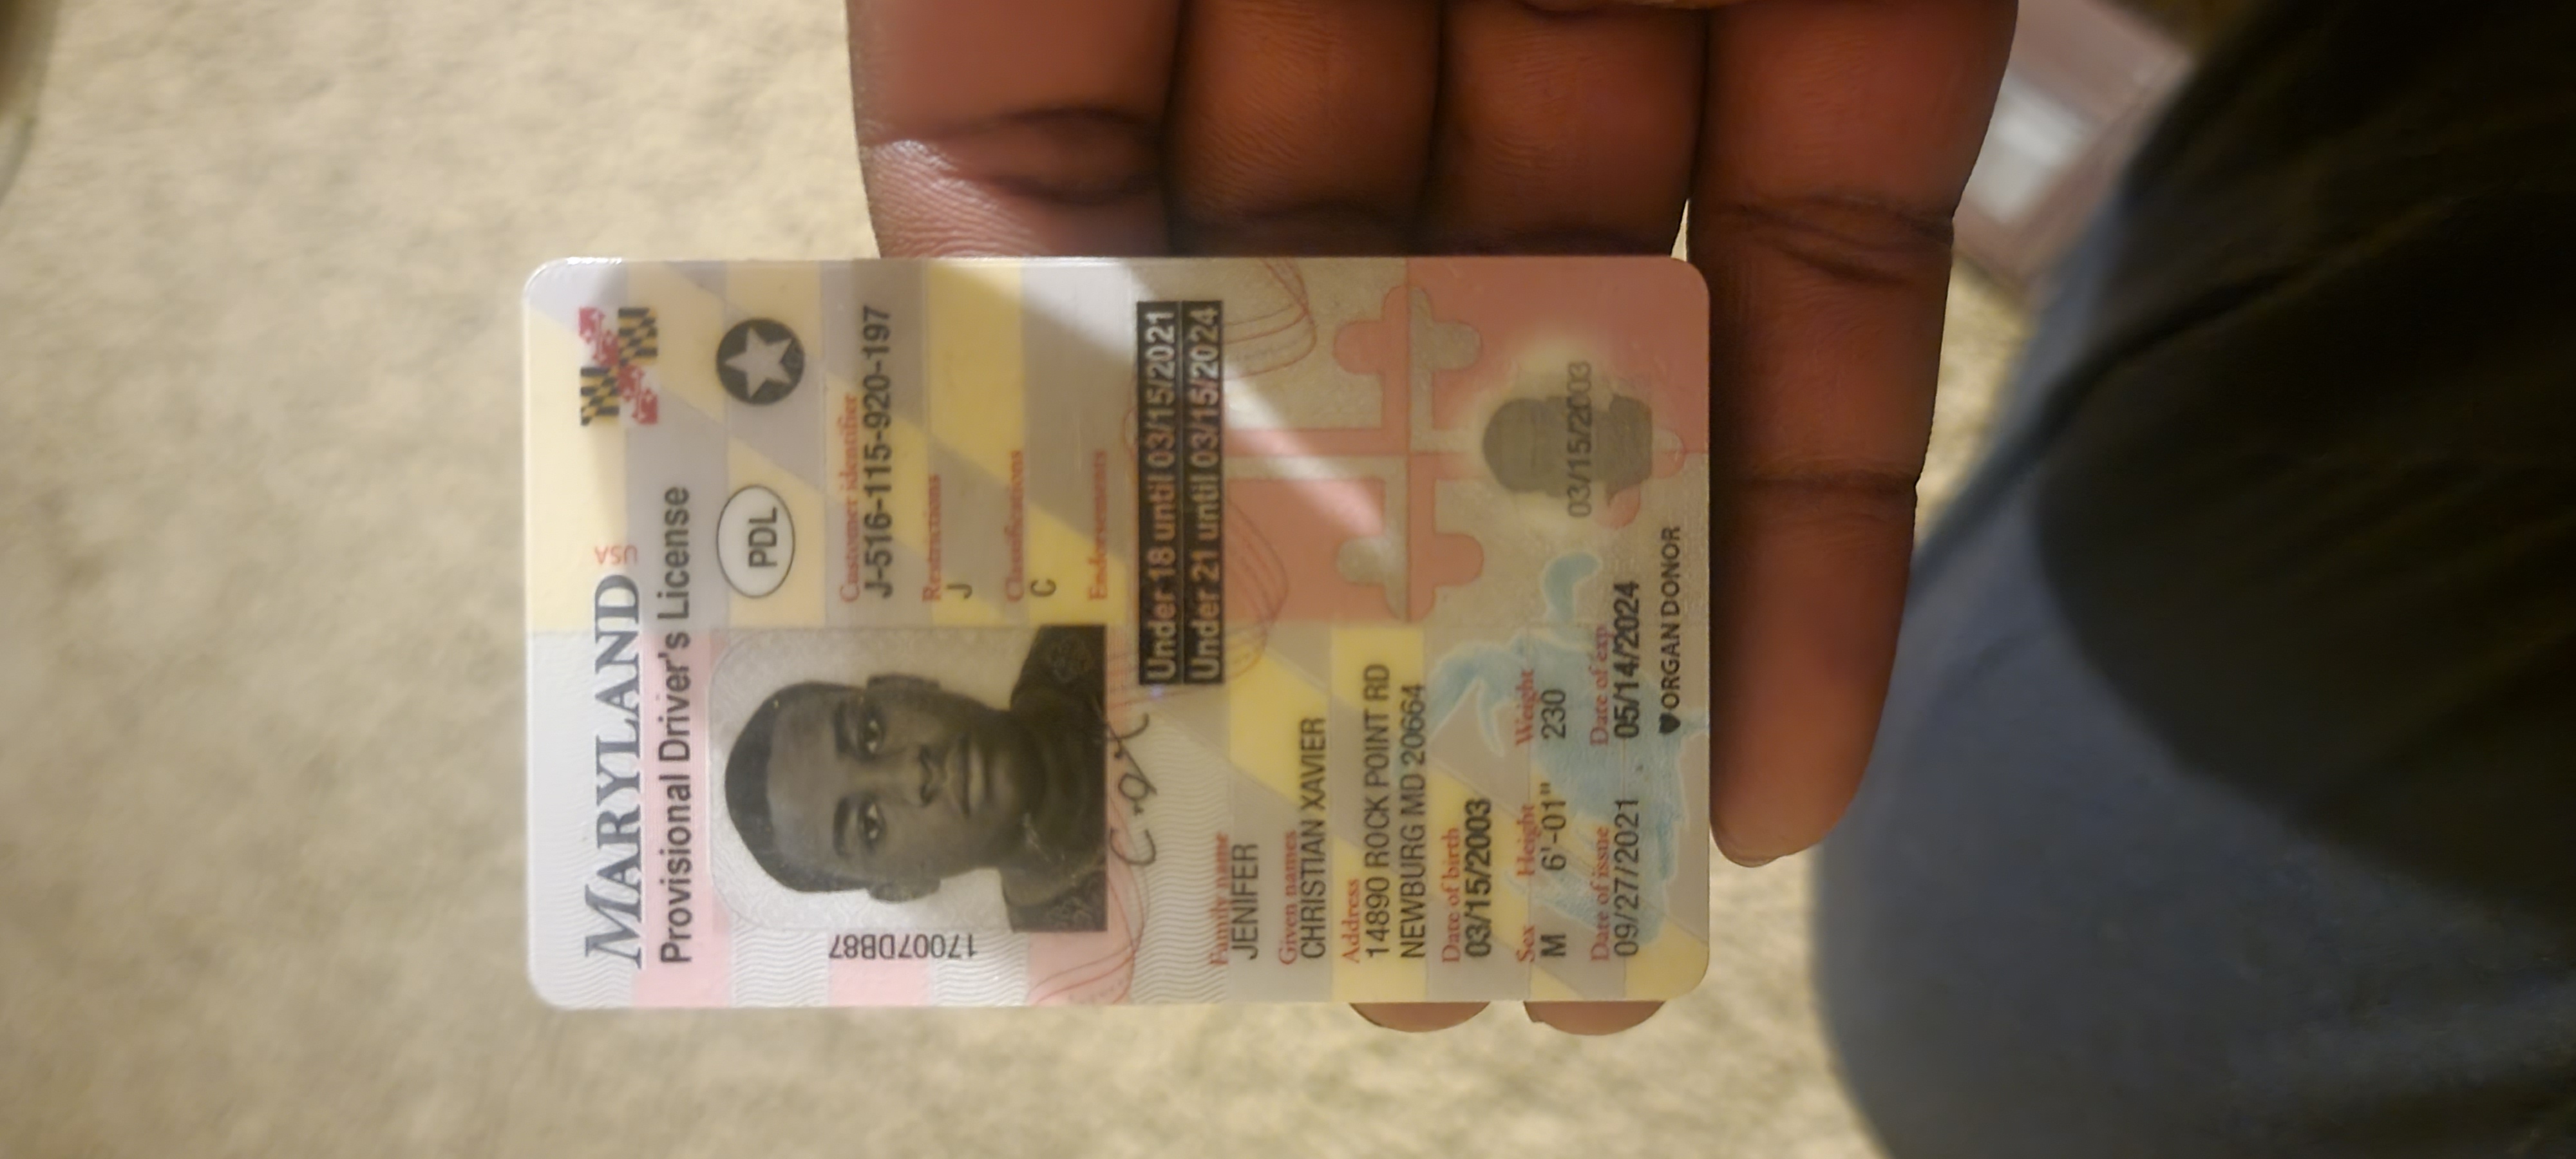 MARYLAND USA
Provisional Driver's License
PDL
17007DB87
Customer identifier
J-516-115-920-197
Restrictions
J
Classifications
C
Endorsements
Under 18 until 03/15/2021
Under 21 until 03/15/2024
Family name
JENIFER
Given names
CHRISTIAN XAVIER
Address
14890 ROCK POINT RD
NEWBURG MD 20664
Date of birth
03/15/2003
Sex Height Weight
M 6'-01" 230
03/15/2003
Date of issue Date of exp
09/27/2021 05/14/2024
ORGAN DONOR